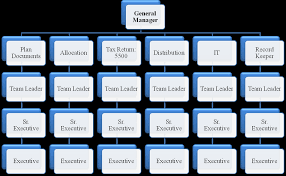 General
Manager
Plan
Documents
Allocation
Tax Return:
5500
Distribution
IT
Record
Keeper
Team Leader
Team Leader
Team Leader
Team Leader
Team Leader
Team Leader
Sr.
Executive
Sr.
Executive
Sr.
Executive
Sr.
Executive
Sr.
Executive
Sr.
Executive
Executive
Executive
Executive
Executive
Executive
Executive